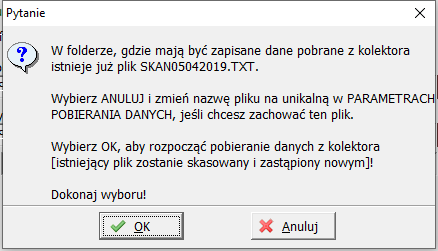 Pytanie
W folderze, gdzie mają być zapisane dane pobrane z kolektora
istnieje już plik SKAN05042019.TXT.
Wybierz ANULUJ i zmień nazwę pliku na unikalną w PARAMETRACH
POBIERANIA DANYCH, jeśli chcesz zachować ten plik.
Wybierz OK, aby rozpocząć pobieranie danych z kolektora
[istniejący plik zostanie skasowany i zastąpiony nowym]!
Dokonaj wyboru!
OK
Anuluj